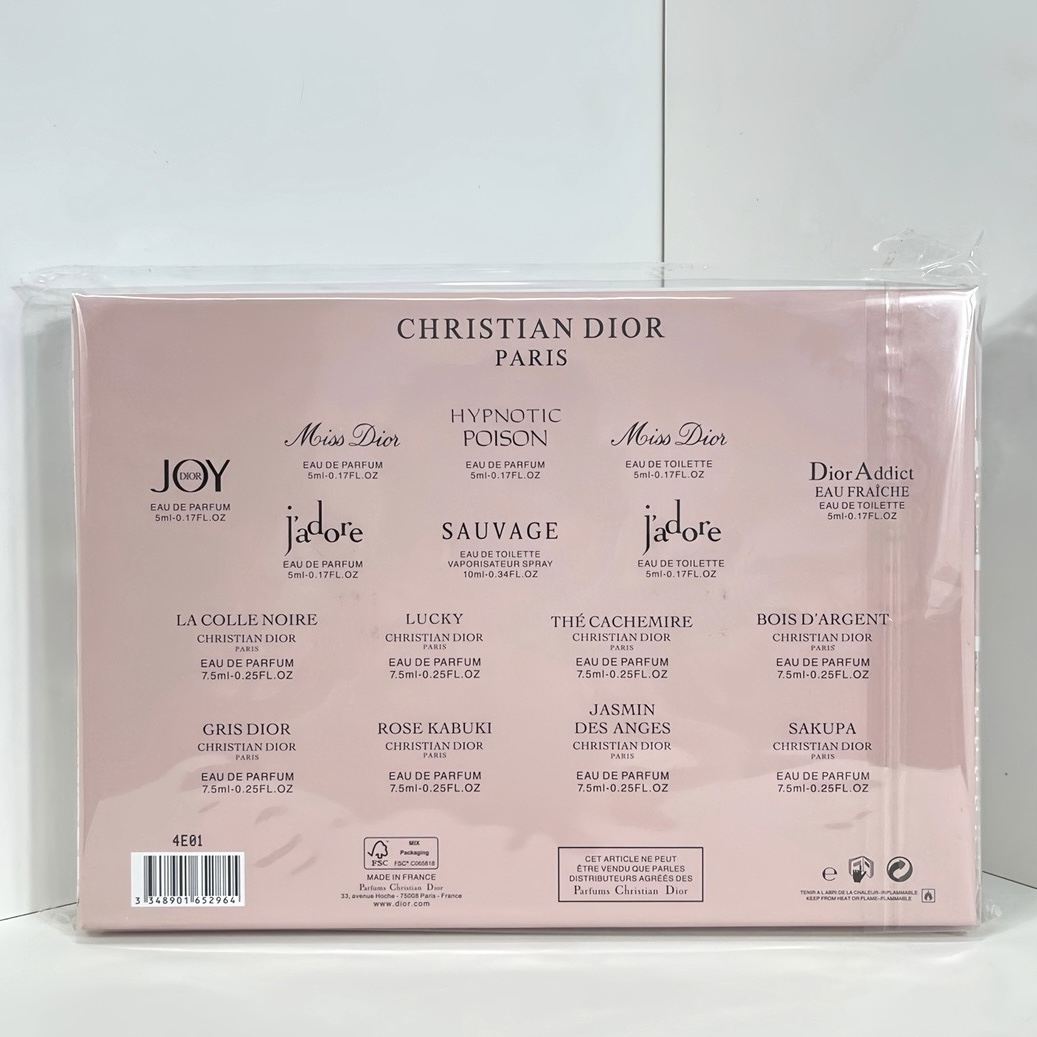 CHRISTIAN DIOR
PARIS
JOY
DIOR
EAU DE PARFUM
5ml-0.17FL.OZ
Miss Dior
EAU DE PARFUM
5ml-0.17FL.OZ
HYPNOTIC
POISON
EAU DE PARFUM
5ml-0.17FL.OZ
Miss Dior
EAU DE TOILETTE
5ml-0.17FL.OZ
Dior Addict
EAU FRAÎCHE
EAU DE TOILETTE
5ml-0.17FL.OZ
j'adore
EAU DE PARFUM
5ml-0.17FL.OZ
SAUVAGE
EAU DE TOILETTE
VAPORISATEUR SPRAY
10ml-0.34FL.OZ
j'adore
EAU DE TOILETTE
5ml-0.17FL.OZ
LA COLLE NOIRE
CHRISTIAN DIOR
PARIS
EAU DE PARFUM
7.5ml-0.25FL.OZ
LUCKY
CHRISTIAN DIOR
PARIS
EAU DE PARFUM
7.5ml-0.25FL.OZ
THÉ CACHEMIRE
CHRISTIAN DIOR
PARIS
EAU DE PARFUM
7.5ml-0.25FL.OZ
BOIS D'ARGENT
CHRISTIAN DIOR
PARIS
EAU DE PARFUM
7.5ml-0.25FL.OZ
GRIS DIOR
CHRISTIAN DIOR
PARIS
EAU DE PARFUM
7.5ml-0.25FL.OZ
ROSE KABUKI
CHRISTIAN DIOR
PARIS
EAU DE PARFUM
7.5ml-0.25FL.OZ
JASMIN
DES ANGES
CHRISTIAN DIOR
PARIS
EAU DE PARFUM
7.5ml-0.25FL.OZ
SAKUPA
CHRISTIAN DIOR
PARIS
EAU DE PARFUM
7.5ml-0.25FL.OZ
4E01
3 348901 652964
FSC
MIX
Packaging
FSC® C065618
MADE IN FRANCE
Parfums Christian Dior
33, avenue Hoche - 75008 Paris - France
www.dior.com
CET ARTICLE NE PEUT
ÊTRE VENDU QUE PARLES
DISTRIBUTEURS AGRÉÉS DES
Parfums Christian Dior
e
TENIR A LABRI DE LA CHALEUR-INFLAMMABLE
KEEP FROM HEAT OR FLAME-FLAMMABLE